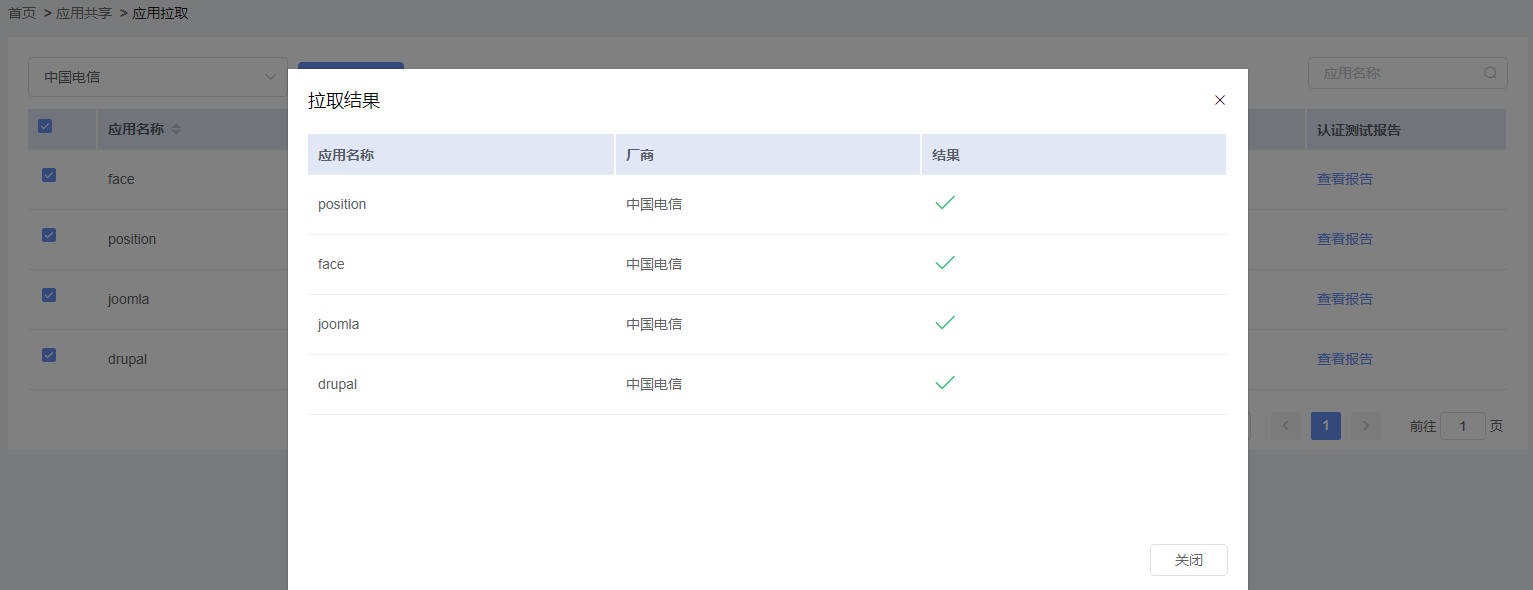 首页 > 应用共享 > 应用拉取
中国电信
应用名称
应用名称
认证测试报告
face
查看报告
position
查看报告
joomla
查看报告
drupal
查看报告
1
前往 1 页
拉取结果
应用名称 厂商 结果
position 中国电信
face 中国电信
joomla 中国电信
drupal 中国电信
关闭